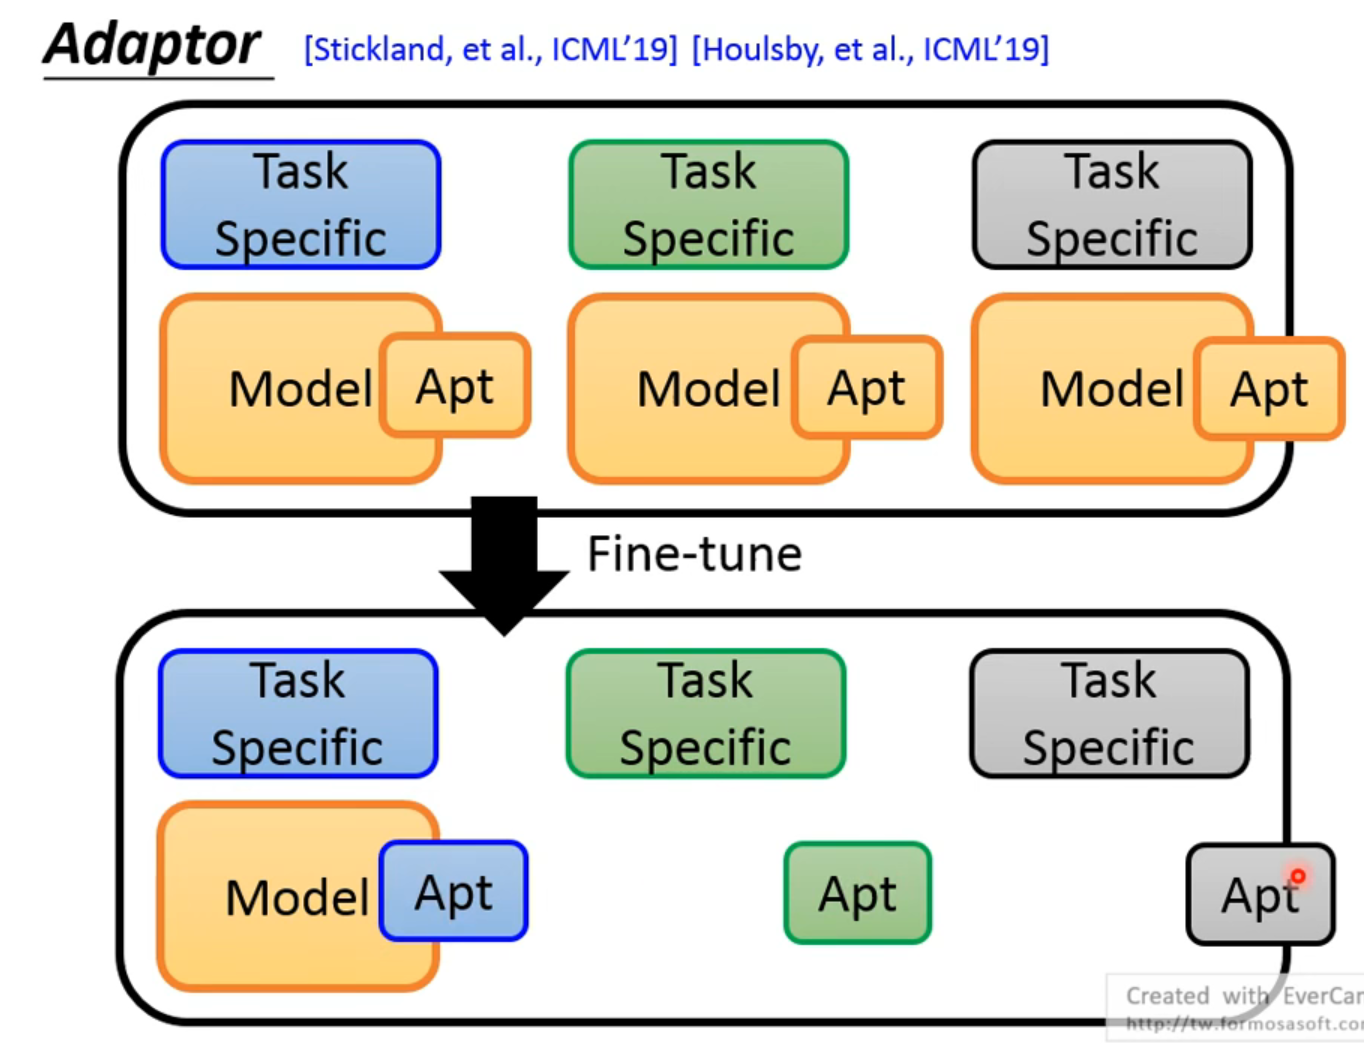 Adaptor [Stickland, et al., ICML’19] [Houlsby, et al., ICML’19]
Task
Specific
Task
Specific
Task
Specific
Model
Apt
Model
Apt
Model
Apt
Fine-tune
Task
Specific
Task
Specific
Task
Specific
Model
Apt
Apt
Apt
Created with